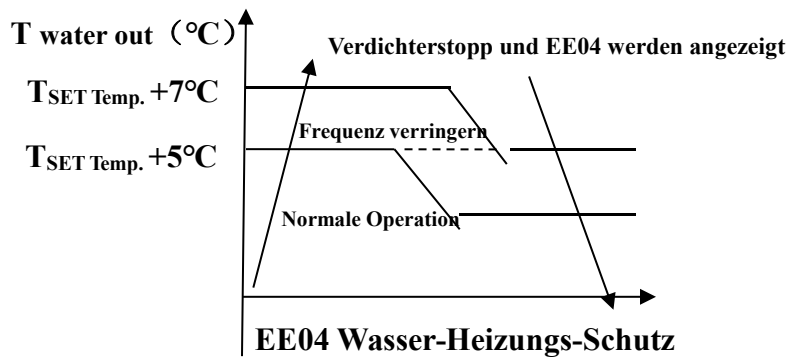 T water out（°C）
Verdichterstopp und EE04 werden angezeigt
TSET Temp. +7°C
Frequenz verringern
TSET Temp. +5°C
Normale Operation
EE04 Wasser-Heizungs-Schutz